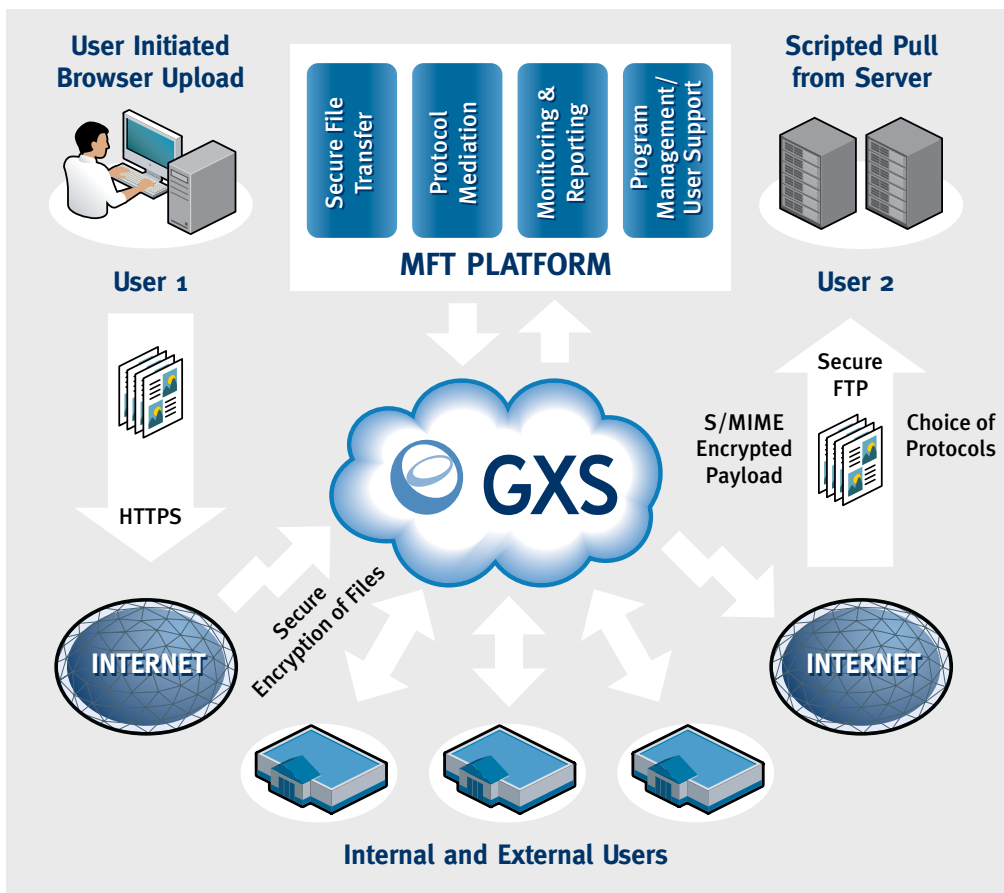 User Initiated
Browser Upload
User 1
Secure File
Transfer
Protocol
Mediation
Monitoring &
Reporting
Program
Management/
User Support
MFT PLATFORM
Scripted Pull
from Server
User 2
HTTPS
GXS
Secure
FTP
S/MIME
Encrypted
Payload
Choice of
Protocols
Secure
Encryption of Files
INTERNET
INTERNET
Internal and External Users